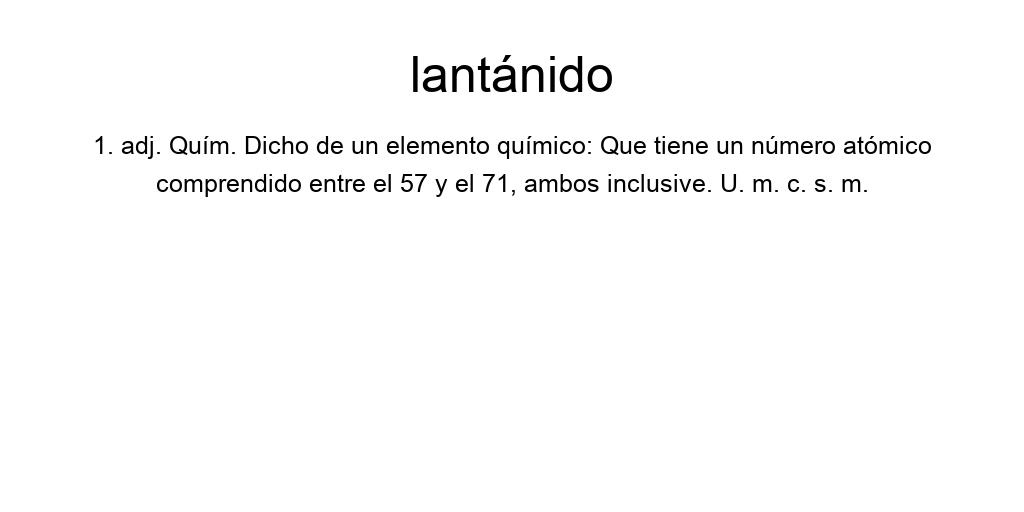 lantánido
1. adj. Quím. Dicho de un elemento químico: Que tiene un número atómico
comprendido entre el 57 y el 71, ambos inclusive. U. m. c. s. m.